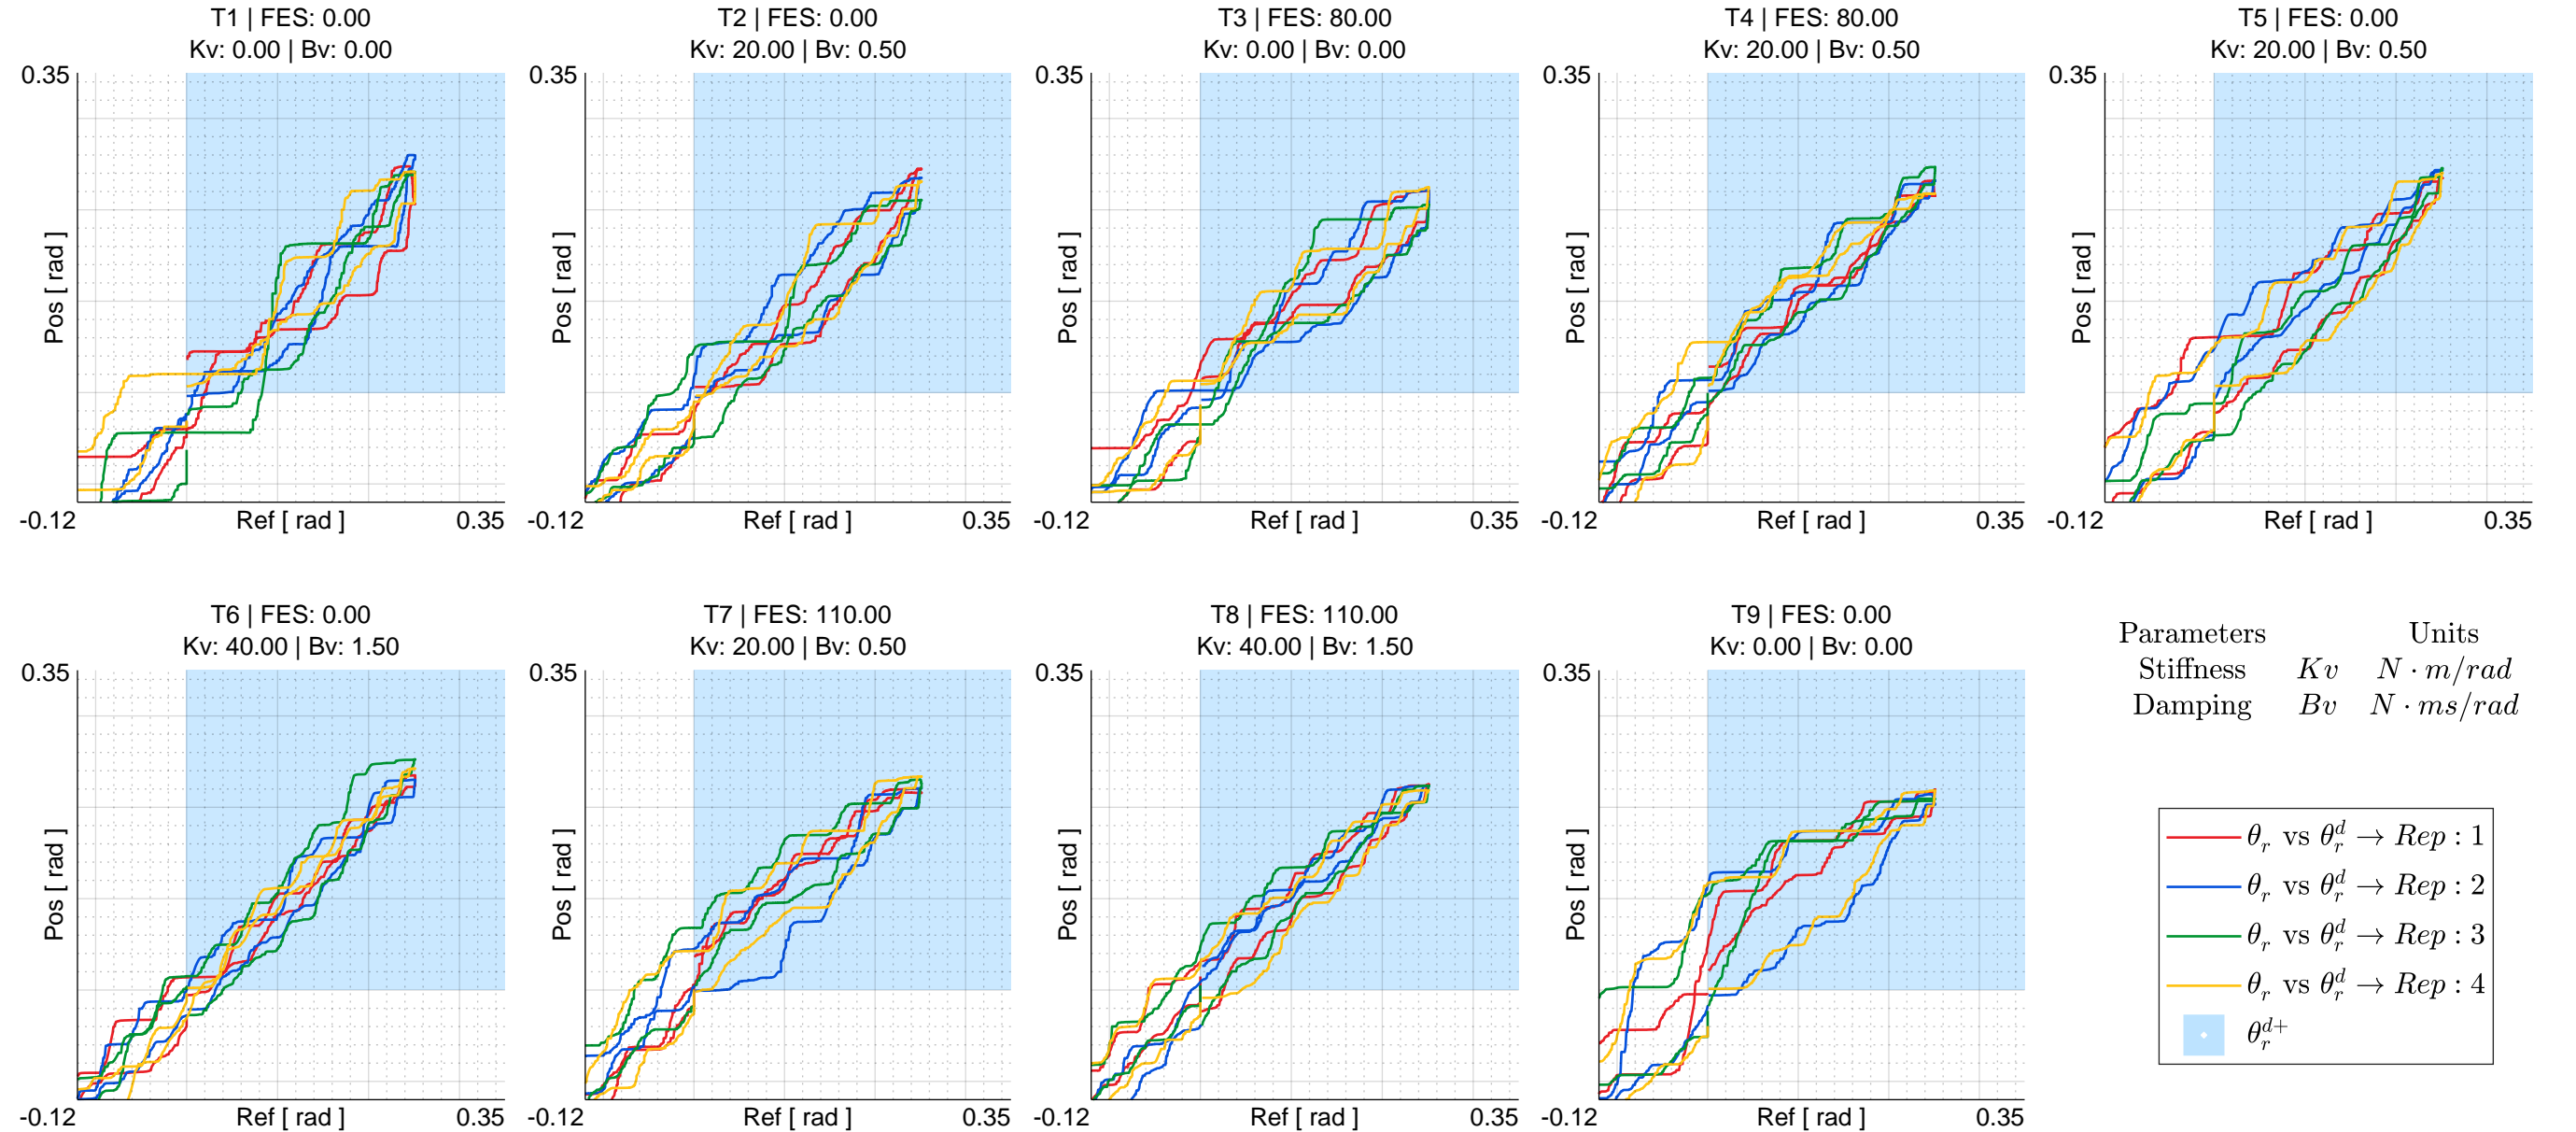 T1 | FES: 0.00
Kv: 0.00 | Bv: 0.00
0.35
Pos [ rad ]
-0.12
Ref [ rad ]
0.35
T2 | FES: 0.00
Kv: 20.00 | Bv: 0.50
0.35
Pos [ rad ]
-0.12
Ref [ rad ]
0.35
T3 | FES: 80.00
Kv: 0.00 | Bv: 0.00
0.35
Pos [ rad ]
-0.12
Ref [ rad ]
0.35
T4 | FES: 80.00
Kv: 20.00 | Bv: 0.50
0.35
Pos [ rad ]
-0.12
Ref [ rad ]
0.35
T5 | FES: 0.00
Kv: 20.00 | Bv: 0.50
0.35
Pos [ rad ]
-0.12
Ref [ rad ]
0.35
T6 | FES: 0.00
Kv: 40.00 | Bv: 1.50
0.35
Pos [ rad ]
-0.12
Ref [ rad ]
0.35
T7 | FES: 110.00
Kv: 20.00 | Bv: 0.50
0.35
Pos [ rad ]
-0.12
Ref [ rad ]
0.35
T8 | FES: 110.00
Kv: 40.00 | Bv: 1.50
0.35
Pos [ rad ]
-0.12
Ref [ rad ]
0.35
T9 | FES: 0.00
Kv: 0.00 | Bv: 0.00
0.35
Pos [ rad ]
-0.12
Ref [ rad ]
0.35
Parameters Units
Stiffness Kv N · m/rad
Damping Bv N · ms/rad
θ_r vs θ_r^d → Rep : 1
θ_r vs θ_r^d → Rep : 2
θ_r vs θ_r^d → Rep : 3
θ_r vs θ_r^d → Rep : 4
θ_r^{d+}